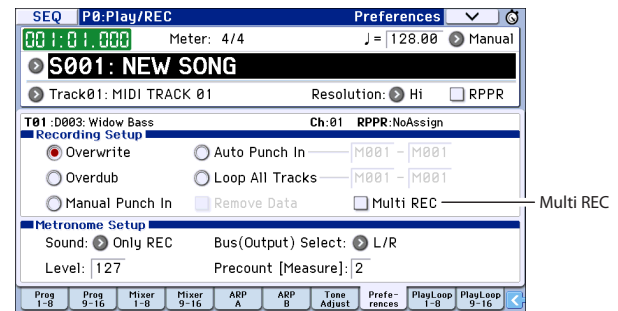 SEQ P0:Play/REC Preferences
001:01.000 Meter: 4/4 ♩= 128.00 Manual
S001: NEW SONG
Track01: MIDI TRACK 01 Resolution: Hi RPPR
T01 :D003: Widow Bass Ch:01 RPPR:NoAssign
Recording Setup
Overwrite Auto Punch In M001 - M001
Overdub Loop All Tracks M001 - M001
Manual Punch In Remove Data Multi REC
Multi REC
Metronome Setup
Sound: Only REC Bus(Output) Select: L/R
Level: 127 Precount [Measure]: 2
Prog 1-8 Prog 9-16 Mixer 1-8 Mixer 9-16 ARP A ARP B Tone Adjust Prefe-rences PlayLoop 1-8 PlayLoop 9-16